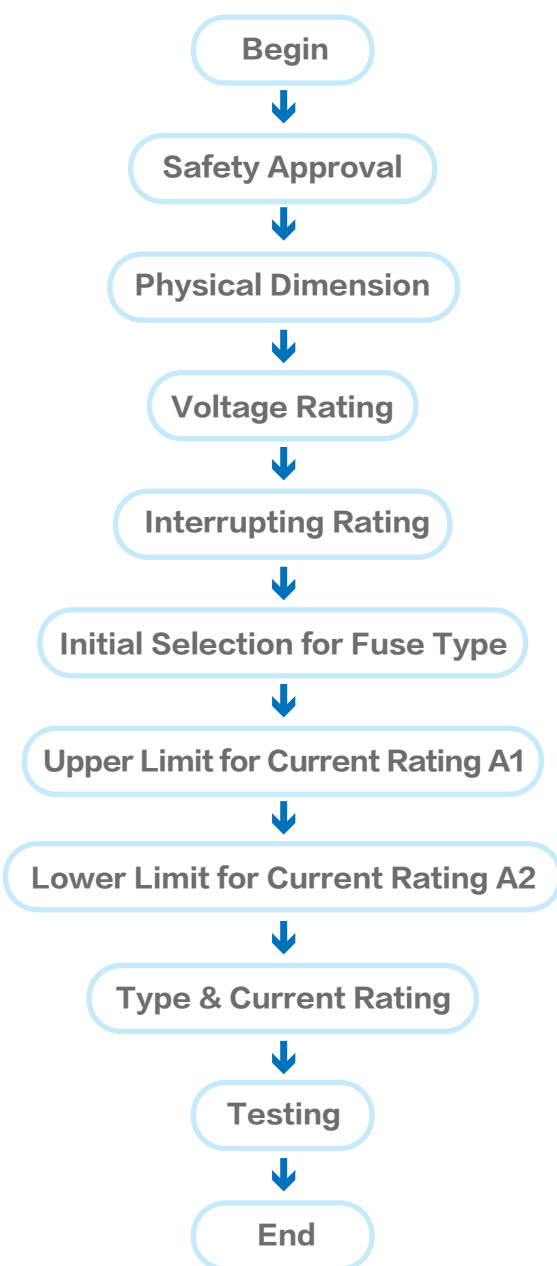 Begin
Safety Approval
Physical Dimension
Voltage Rating
Interrupting Rating
Initial Selection for Fuse Type
Upper Limit for Current Rating A1
Lower Limit for Current Rating A2
Type & Current Rating
Testing
End